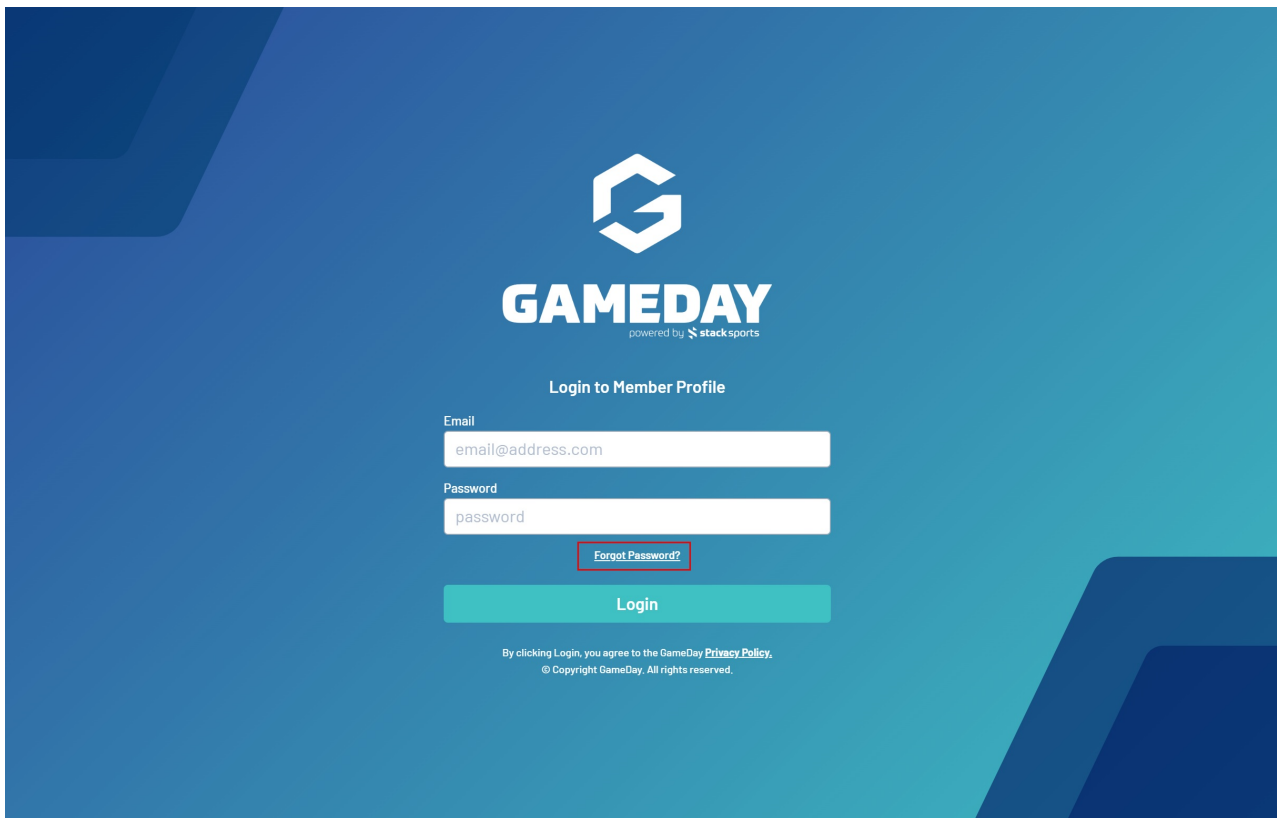 GAMEDAY
powered by stack sports
Login to Member Profile
Email
email@address.com
Password
password
Forgot Password?
Login
By clicking Login, you agree to the GameDay Privacy Policy.
© Copyright GameDay. All rights reserved.